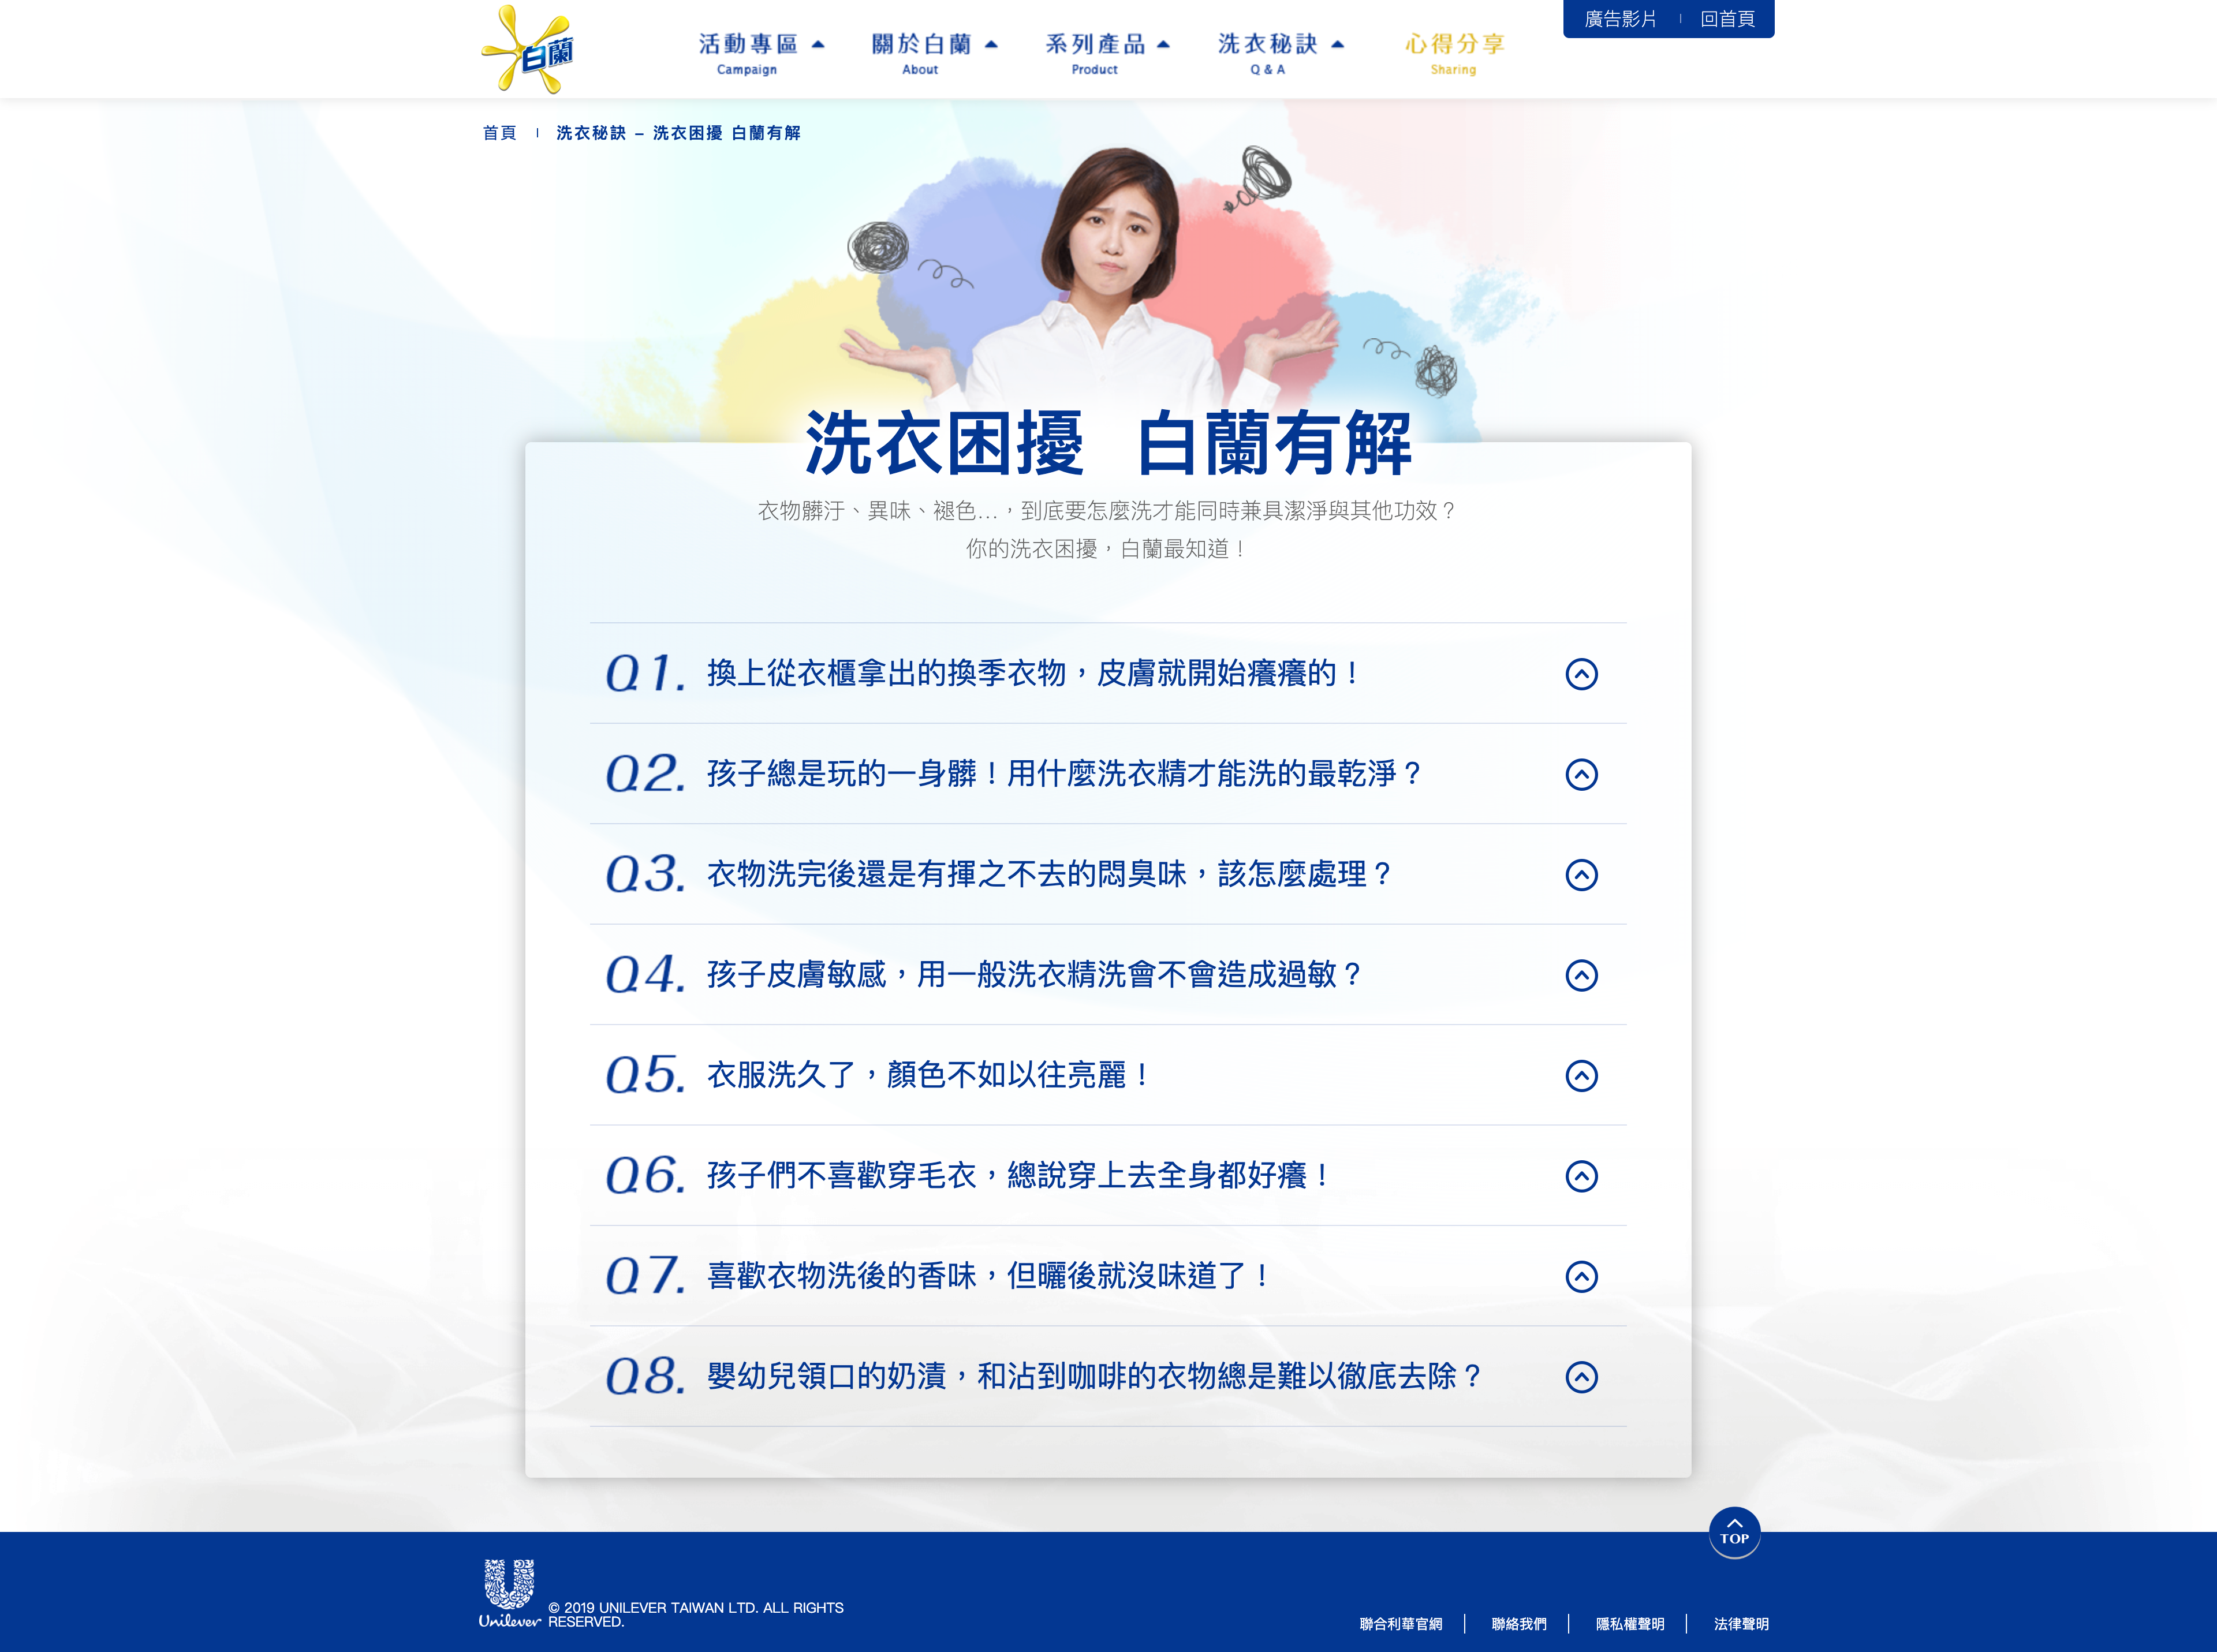 白蘭
活動專區
Campaign
關於白蘭
About
系列產品
Product
洗衣秘訣
Q & A
心得分享
Sharing
廣告影片
回首頁
首頁
洗衣秘訣 – 洗衣困擾 白蘭有解
洗衣困擾 白蘭有解
衣物髒汙、異味、褪色...，到底要怎麼洗才能同時兼具潔淨與其他功效？
你的洗衣困擾，白蘭最知道！
Q1. 換上從衣櫃拿出的換季衣物，皮膚就開始癢癢的！
Q2. 孩子總是玩的一身髒！用什麼洗衣精才能洗的最乾淨？
Q3. 衣物洗完後還是有揮之不去的悶臭味，該怎麼處理？
Q4. 孩子皮膚敏感，用一般洗衣精洗會不會造成過敏？
Q5. 衣服洗久了，顏色不如以往亮麗！
Q6. 孩子們不喜歡穿毛衣，總說穿上去全身都好癢！
Q7. 喜歡衣物洗後的香味，但曬後就沒味道了！
Q8. 嬰幼兒領口的奶漬，和沾到咖啡的衣物總是難以徹底去除？
TOP
Unilever
© 2019 UNILEVER TAIWAN LTD. ALL RIGHTS
RESERVED.
聯合利華官網
聯絡我們
隱私權聲明
法律聲明